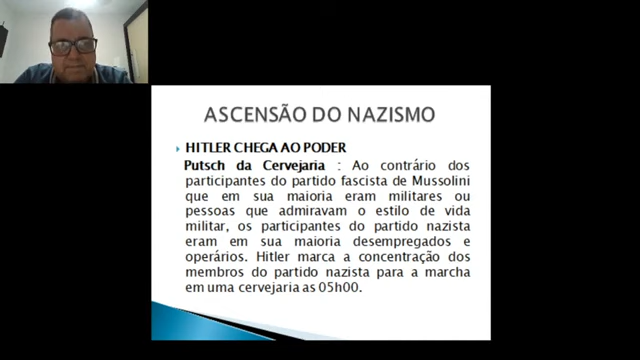 ASCENSÃO DO NAZISMO
HITLER CHEGA AO PODER
Putsch da Cervejaria : Ao contrário dos
participantes do partido fascista de Mussolini
que em sua maioria eram militares ou
pessoas que admiravam o estilo de vida
militar, os participantes do partido nazista
eram em sua maioria desempregados e
operários. Hitler marca a concentração dos
membros do partido nazista para a marcha
em uma cervejaria as 05h00.